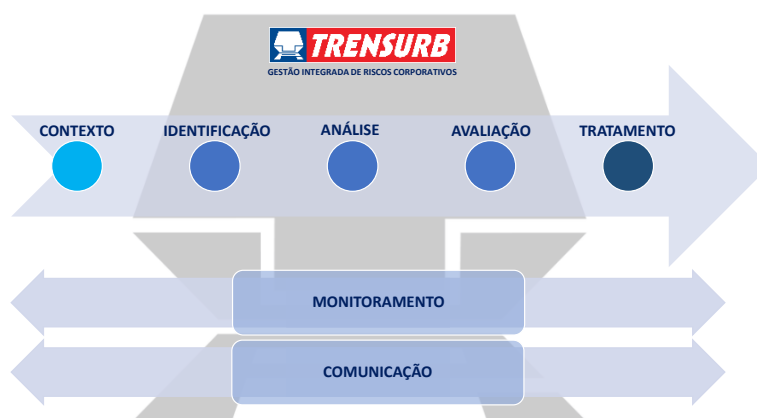 TRENSURB
GESTÃO INTEGRADA DE RISCOS CORPORATIVOS
CONTEXTO
IDENTIFICAÇÃO
ANÁLISE
AVALIAÇÃO
TRATAMENTO
MONITORAMENTO
COMUNICAÇÃO